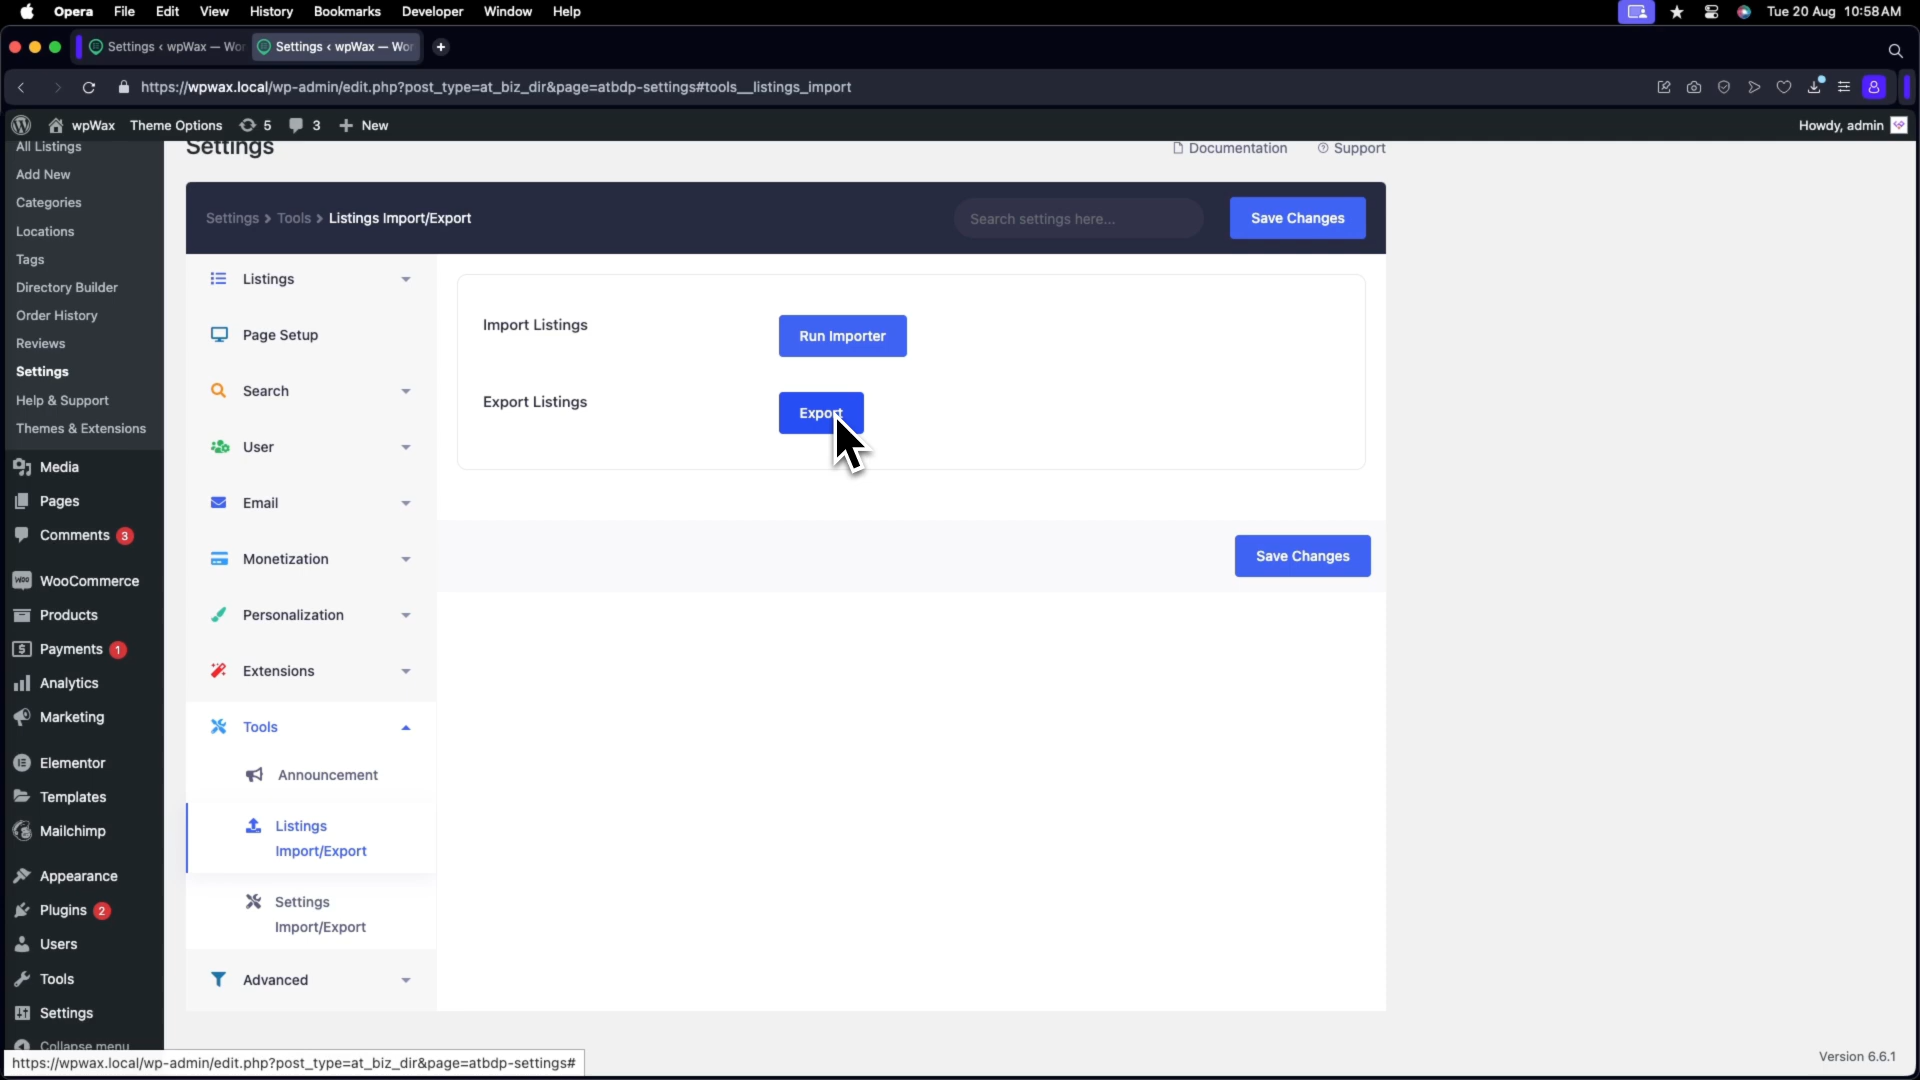 Opera File Edit View History Bookmarks Developer Window Help
Tue 20 Aug 10:58 AM
Settings ‹ wpWax — Wor
Settings ‹ wpWax — Wor
https://wpwax.local/wp-admin/edit.php?post_type=at_biz_dir&page=atbdp-settings#tools__listings_import
wpWax Theme Options 5 3 New
Howdy, admin
All Listings
Add New
Categories
Locations
Tags
Directory Builder
Order History
Reviews
Settings
Help & Support
Themes & Extensions
Media
Pages
Comments 3
WooCommerce
Products
Payments 1
Analytics
Marketing
Elementor
Templates
Mailchimp
Appearance
Plugins 2
Users
Tools
Settings
Collapse menu
Settings
Documentation
Support
Settings > Tools > Listings Import/Export
Search settings here...
Save Changes
Listings
Page Setup
Search
User
Email
Monetization
Personalization
Extensions
Tools
Announcement
Listings
Import/Export
Settings
Import/Export
Advanced
Import Listings
Run Importer
Export Listings
Export
Save Changes
https://wpwax.local/wp-admin/edit.php?post_type=at_biz_dir&page=atbdp-settings#
Version 6.6.1